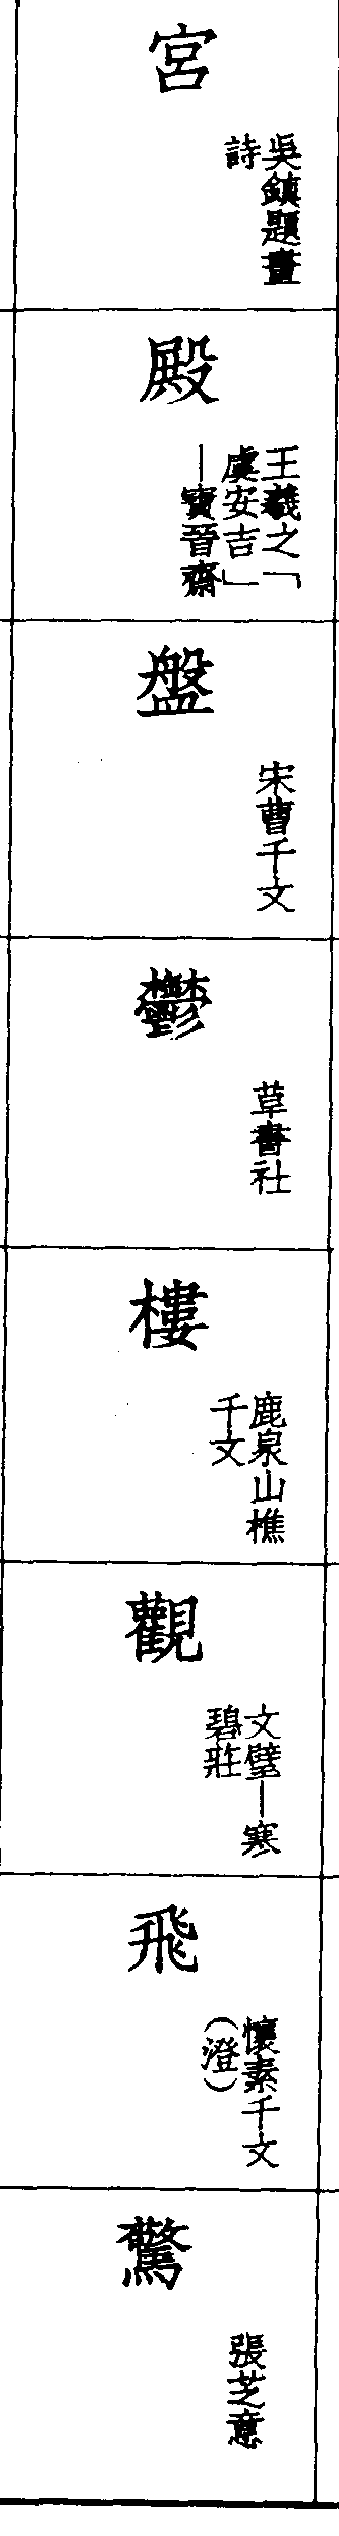 宮
吳鎮題畫
詩
殿
王羲之「
虞安吉」
—寶晉齋
盤
宋曹千文
鬱
草書社
樓
鹿泉山樵
千文
觀
文璧—寒
碧莊
飛
懷素千文
(澄)
驚
張芝意